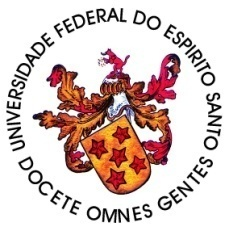 UNIVERSIDADE FEDERAL DO ESPIRITO SANTO
DOCETE OMNES GENTES